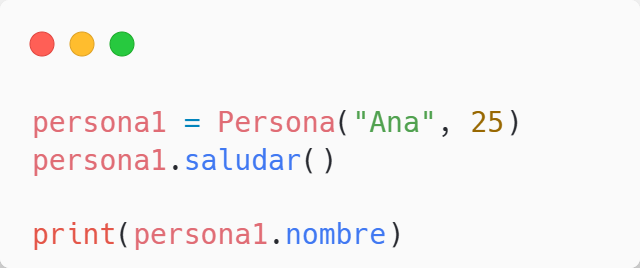 persona1 = Persona("Ana", 25)
persona1.saludar()
print(persona1.nombre)